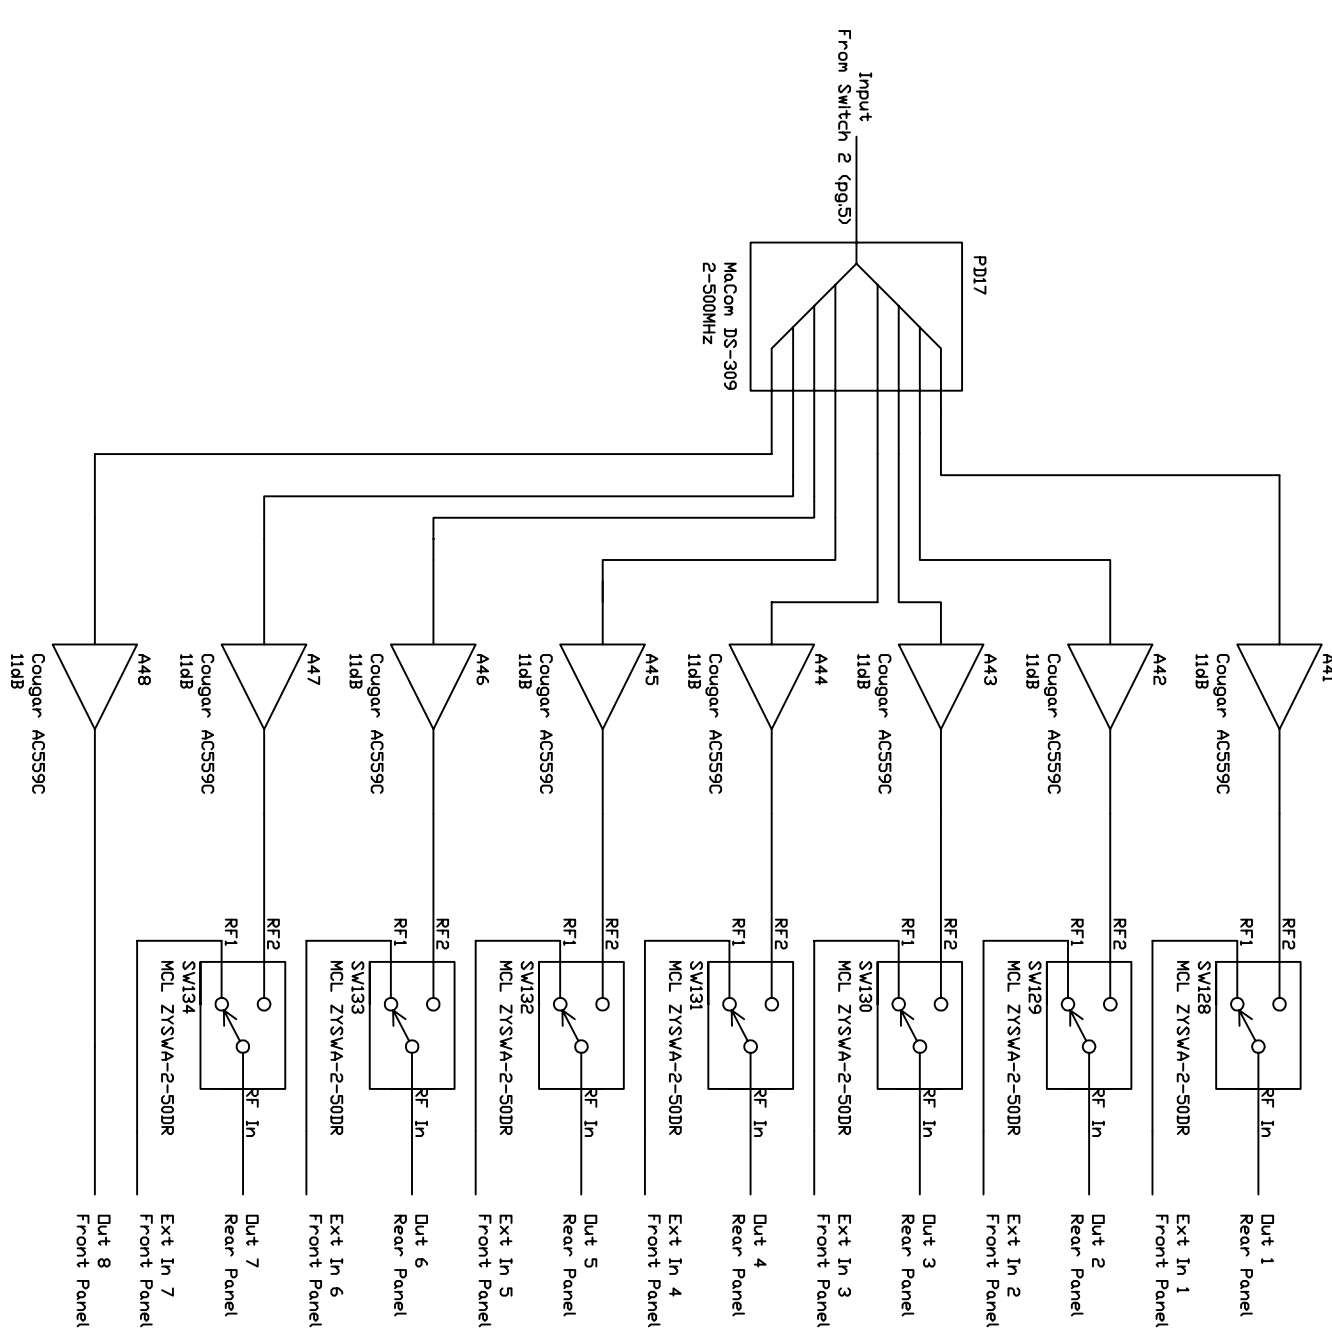 Input
From Switch 2 (pg.5)
PD17
MaCom DS-309
2-500MHz
A41
Cougar AC559C
11dB
RF2
RF1
SW128
MCL ZYSWA-2-50DR
RF In
Out 1
Rear Panel
Ext In 1
Front Panel
A42
Cougar AC559C
11dB
RF2
RF1
SW129
MCL ZYSWA-2-50DR
RF In
Out 2
Rear Panel
Ext In 2
Front Panel
A43
Cougar AC559C
11dB
RF2
RF1
SW130
MCL ZYSWA-2-50DR
RF In
Out 3
Rear Panel
Ext In 3
Front Panel
A44
Cougar AC559C
11dB
RF2
RF1
SW131
MCL ZYSWA-2-50DR
RF In
Out 4
Rear Panel
Ext In 4
Front Panel
A45
Cougar AC559C
11dB
RF2
RF1
SW132
MCL ZYSWA-2-50DR
RF In
Out 5
Rear Panel
Ext In 5
Front Panel
A46
Cougar AC559C
11dB
RF2
RF1
SW133
MCL ZYSWA-2-50DR
RF In
Out 6
Rear Panel
Ext In 6
Front Panel
A47
Cougar AC559C
11dB
RF2
RF1
SW134
MCL ZYSWA-2-50DR
RF In
Out 7
Rear Panel
Ext In 7
Front Panel
A48
Cougar AC559C
11dB
Out 8
Front Panel